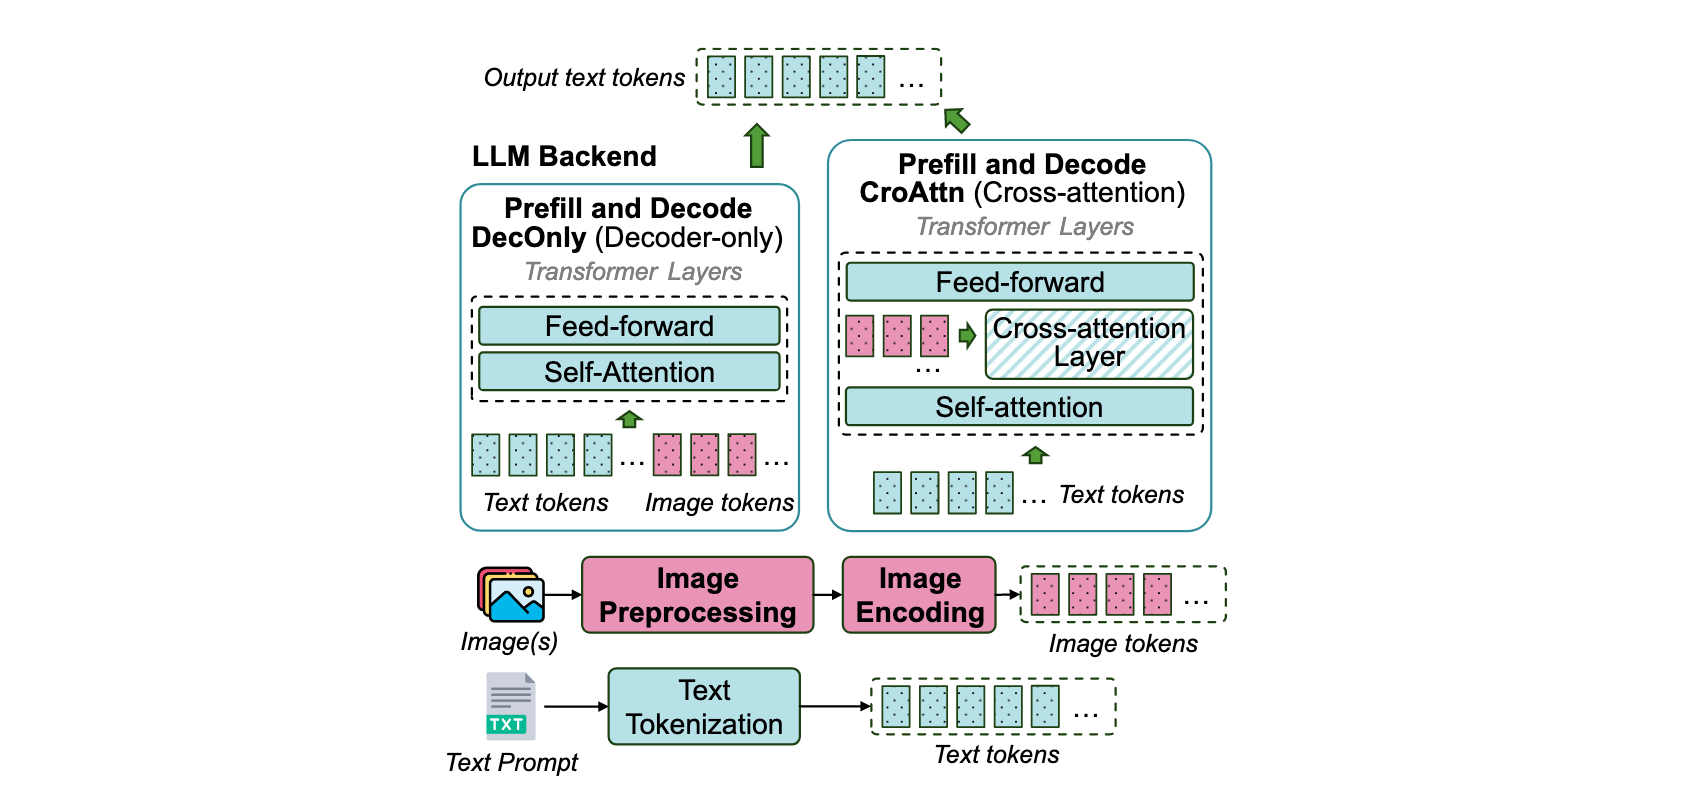 Output text tokens
...
LLM Backend
Prefill and Decode
DecOnly (Decoder-only)
Transformer Layers
Feed-forward
Self-Attention
... ...
Text tokens
Image tokens
Prefill and Decode
CroAttn (Cross-attention)
Transformer Layers
Feed-forward
Cross-attention
Layer
...
Self-attention
... Text tokens
Image(s)
Image
Preprocessing
Image
Encoding
...
Image tokens
TXT
Text Prompt
Text
Tokenization
...
Text tokens